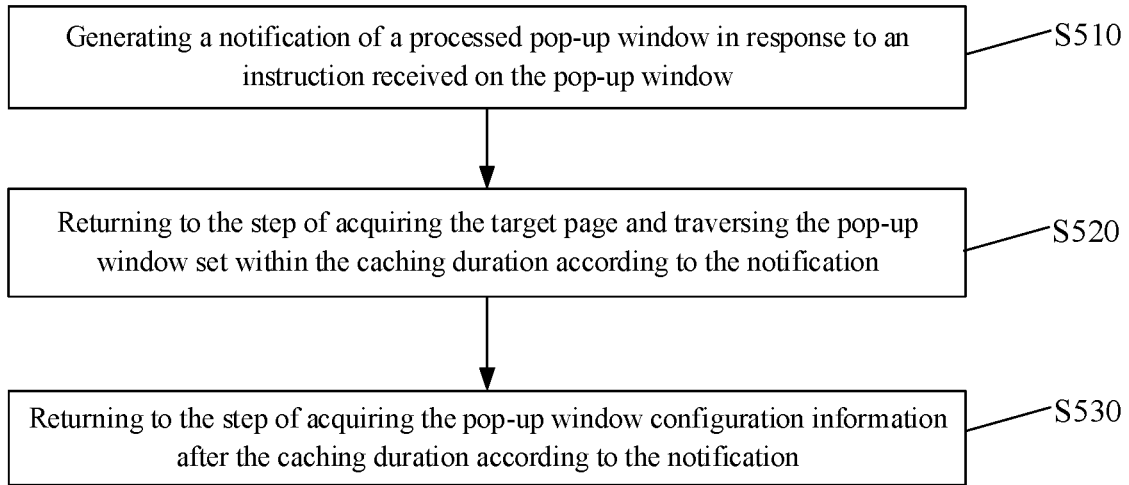 Generating a notification of a processed pop-up window in response to an
instruction received on the pop-up window
S510
Returning to the step of acquiring the target page and traversing the pop-up
window set within the caching duration according to the notification
S520
Returning to the step of acquiring the pop-up window configuration information
after the caching duration according to the notification
S530